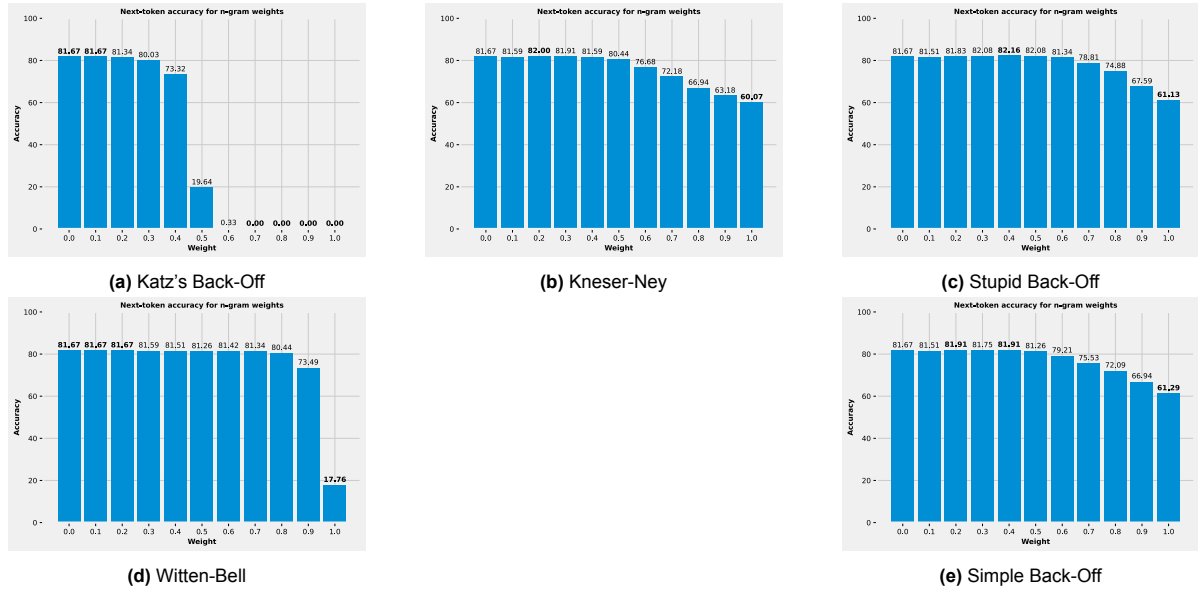 Next-token accuracy for n-gram weights
100
80
60
40
20
0
Accuracy
81.67 81.67 81.34 80.03 73.32 19.64 0.33 0.00 0.00 0.00 0.00
0.0 0.1 0.2 0.3 0.4 0.5 0.6 0.7 0.8 0.9 1.0
Weight
(a) Katz's Back-Off
Next-token accuracy for n-gram weights
100
80
60
40
20
0
Accuracy
81.67 81.59 82.00 81.91 81.59 80.44 76.68 72.18 66.94 63.18 60.07
0.0 0.1 0.2 0.3 0.4 0.5 0.6 0.7 0.8 0.9 1.0
Weight
(b) Kneser-Ney
Next-token accuracy for n-gram weights
100
80
60
40
20
0
Accuracy
81.67 81.51 81.83 82.08 82.16 82.08 81.34 78.81 74.88 67.59 61.13
0.0 0.1 0.2 0.3 0.4 0.5 0.6 0.7 0.8 0.9 1.0
Weight
(c) Stupid Back-Off
Next-token accuracy for n-gram weights
100
80
60
40
20
0
Accuracy
81.67 81.67 81.67 81.59 81.51 81.26 81.42 81.34 80.44 73.49 17.76
0.0 0.1 0.2 0.3 0.4 0.5 0.6 0.7 0.8 0.9 1.0
Weight
(d) Witten-Bell
Next-token accuracy for n-gram weights
100
80
60
40
20
0
Accuracy
81.67 81.51 81.91 81.75 81.91 81.26 79.21 75.53 72.09 66.94 61.29
0.0 0.1 0.2 0.3 0.4 0.5 0.6 0.7 0.8 0.9 1.0
Weight
(e) Simple Back-Off